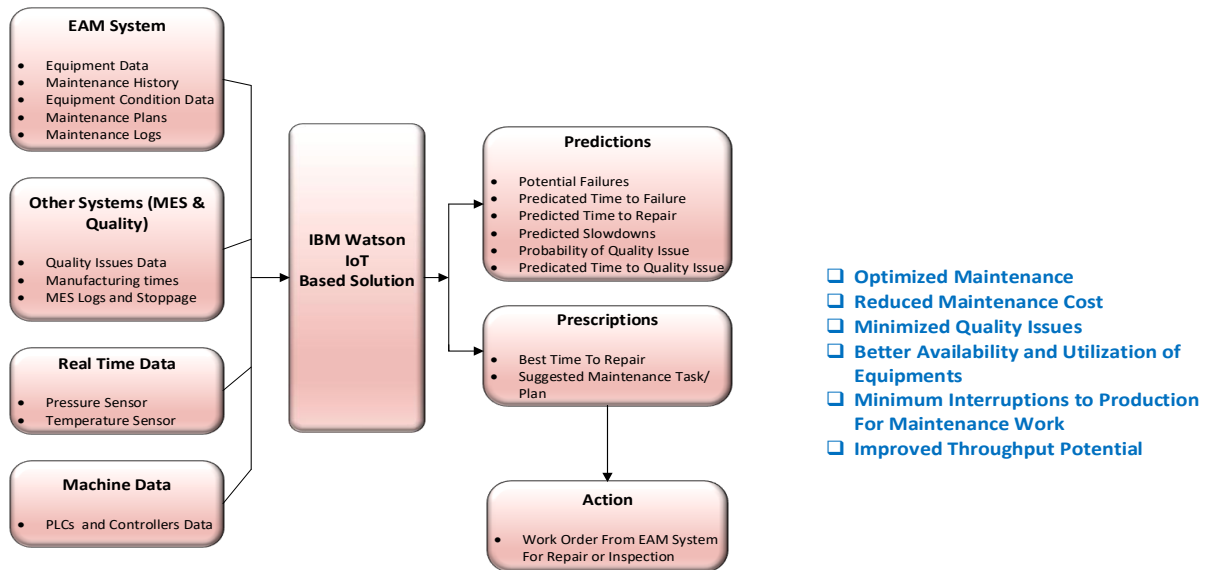 EAM System
• Equipment Data
• Maintenance History
• Equipment Condition Data
• Maintenance Plans
• Maintenance Logs
Other Systems (MES &
Quality)
• Quality Issues Data
• Manufacturing times
• MES Logs and Stoppage
Real Time Data
• Pressure Sensor
• Temperature Sensor
Machine Data
• PLCs and Controllers Data
IBM Watson
IoT
Based Solution
Predictions
• Potential Failures
• Predicated Time to Failure
• Predicted Time to Repair
• Predicted Slowdowns
• Probability of Quality Issue
• Predicated Time to Quality Issue
Prescriptions
• Best Time To Repair
• Suggested Maintenance Task/
Plan
Action
• Work Order From EAM System
For Repair or Inspection
❑ Optimized Maintenance
❑ Reduced Maintenance Cost
❑ Minimized Quality Issues
❑ Better Availability and Utilization of
Equipments
❑ Minimum Interruptions to Production
For Maintenance Work
❑ Improved Throughput Potential